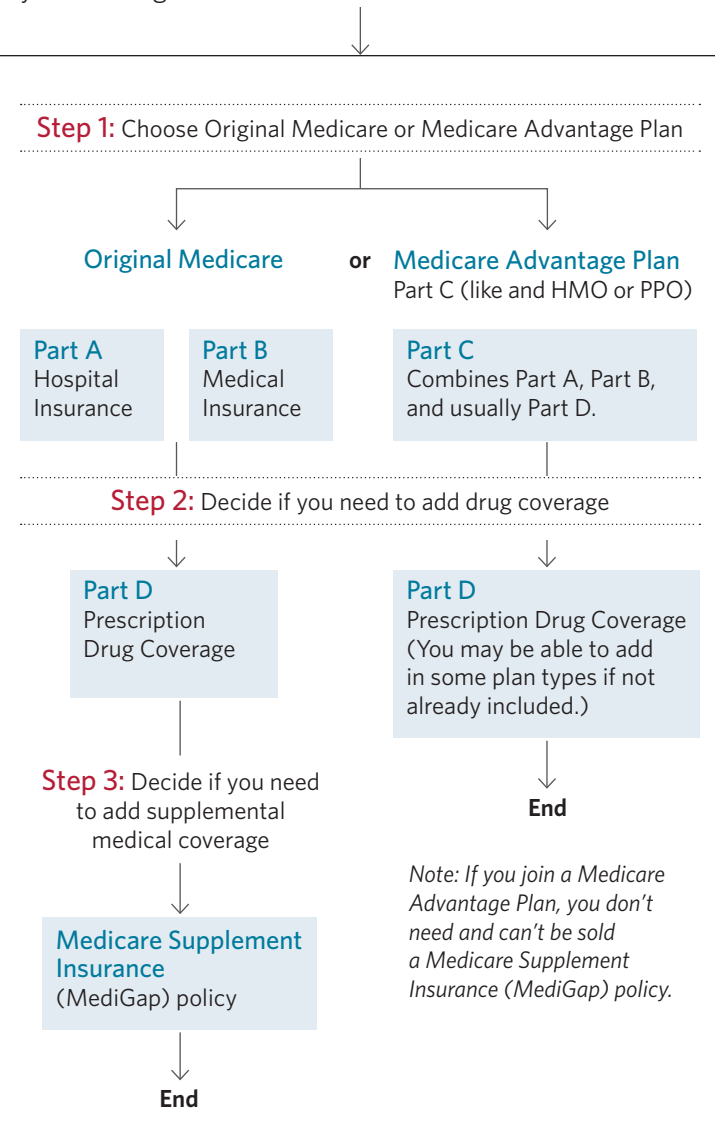 Step 1: Choose Original Medicare or Medicare Advantage Plan
Original Medicare
or
Medicare Advantage Plan
Part C (like and HMO or PPO)
Part A
Hospital
Insurance
Part B
Medical
Insurance
Part C
Combines Part A, Part B,
and usually Part D.
Step 2: Decide if you need to add drug coverage
Part D
Prescription
Drug Coverage
Part D
Prescription Drug Coverage
(You may be able to add
in some plan types if not
already included.)
Step 3: Decide if you need
to add supplemental
medical coverage
Medicare Supplement
Insurance
(MediGap) policy
End
End
Note: If you join a Medicare
Advantage Plan, you don't
need and can't be sold
a Medicare Supplement
Insurance (MediGap) policy.